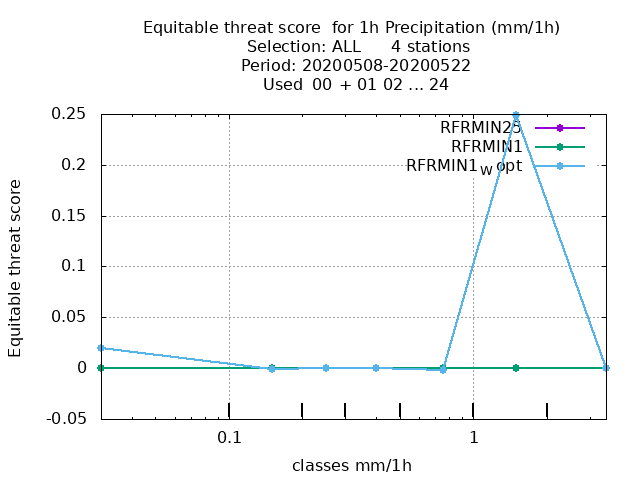 Equitable threat score  for 1h Precipitation (mm/1h)
Selection: ALL      4 stations
Period: 20200508-20200522
Used  00 + 01 02 ... 24
Equitable threat score
0.25
0.2
0.15
0.1
0.05
0
-0.05
RFRMIN25
RFRMIN1
RFRMIN1w opt
0.1
1
classes mm/1h